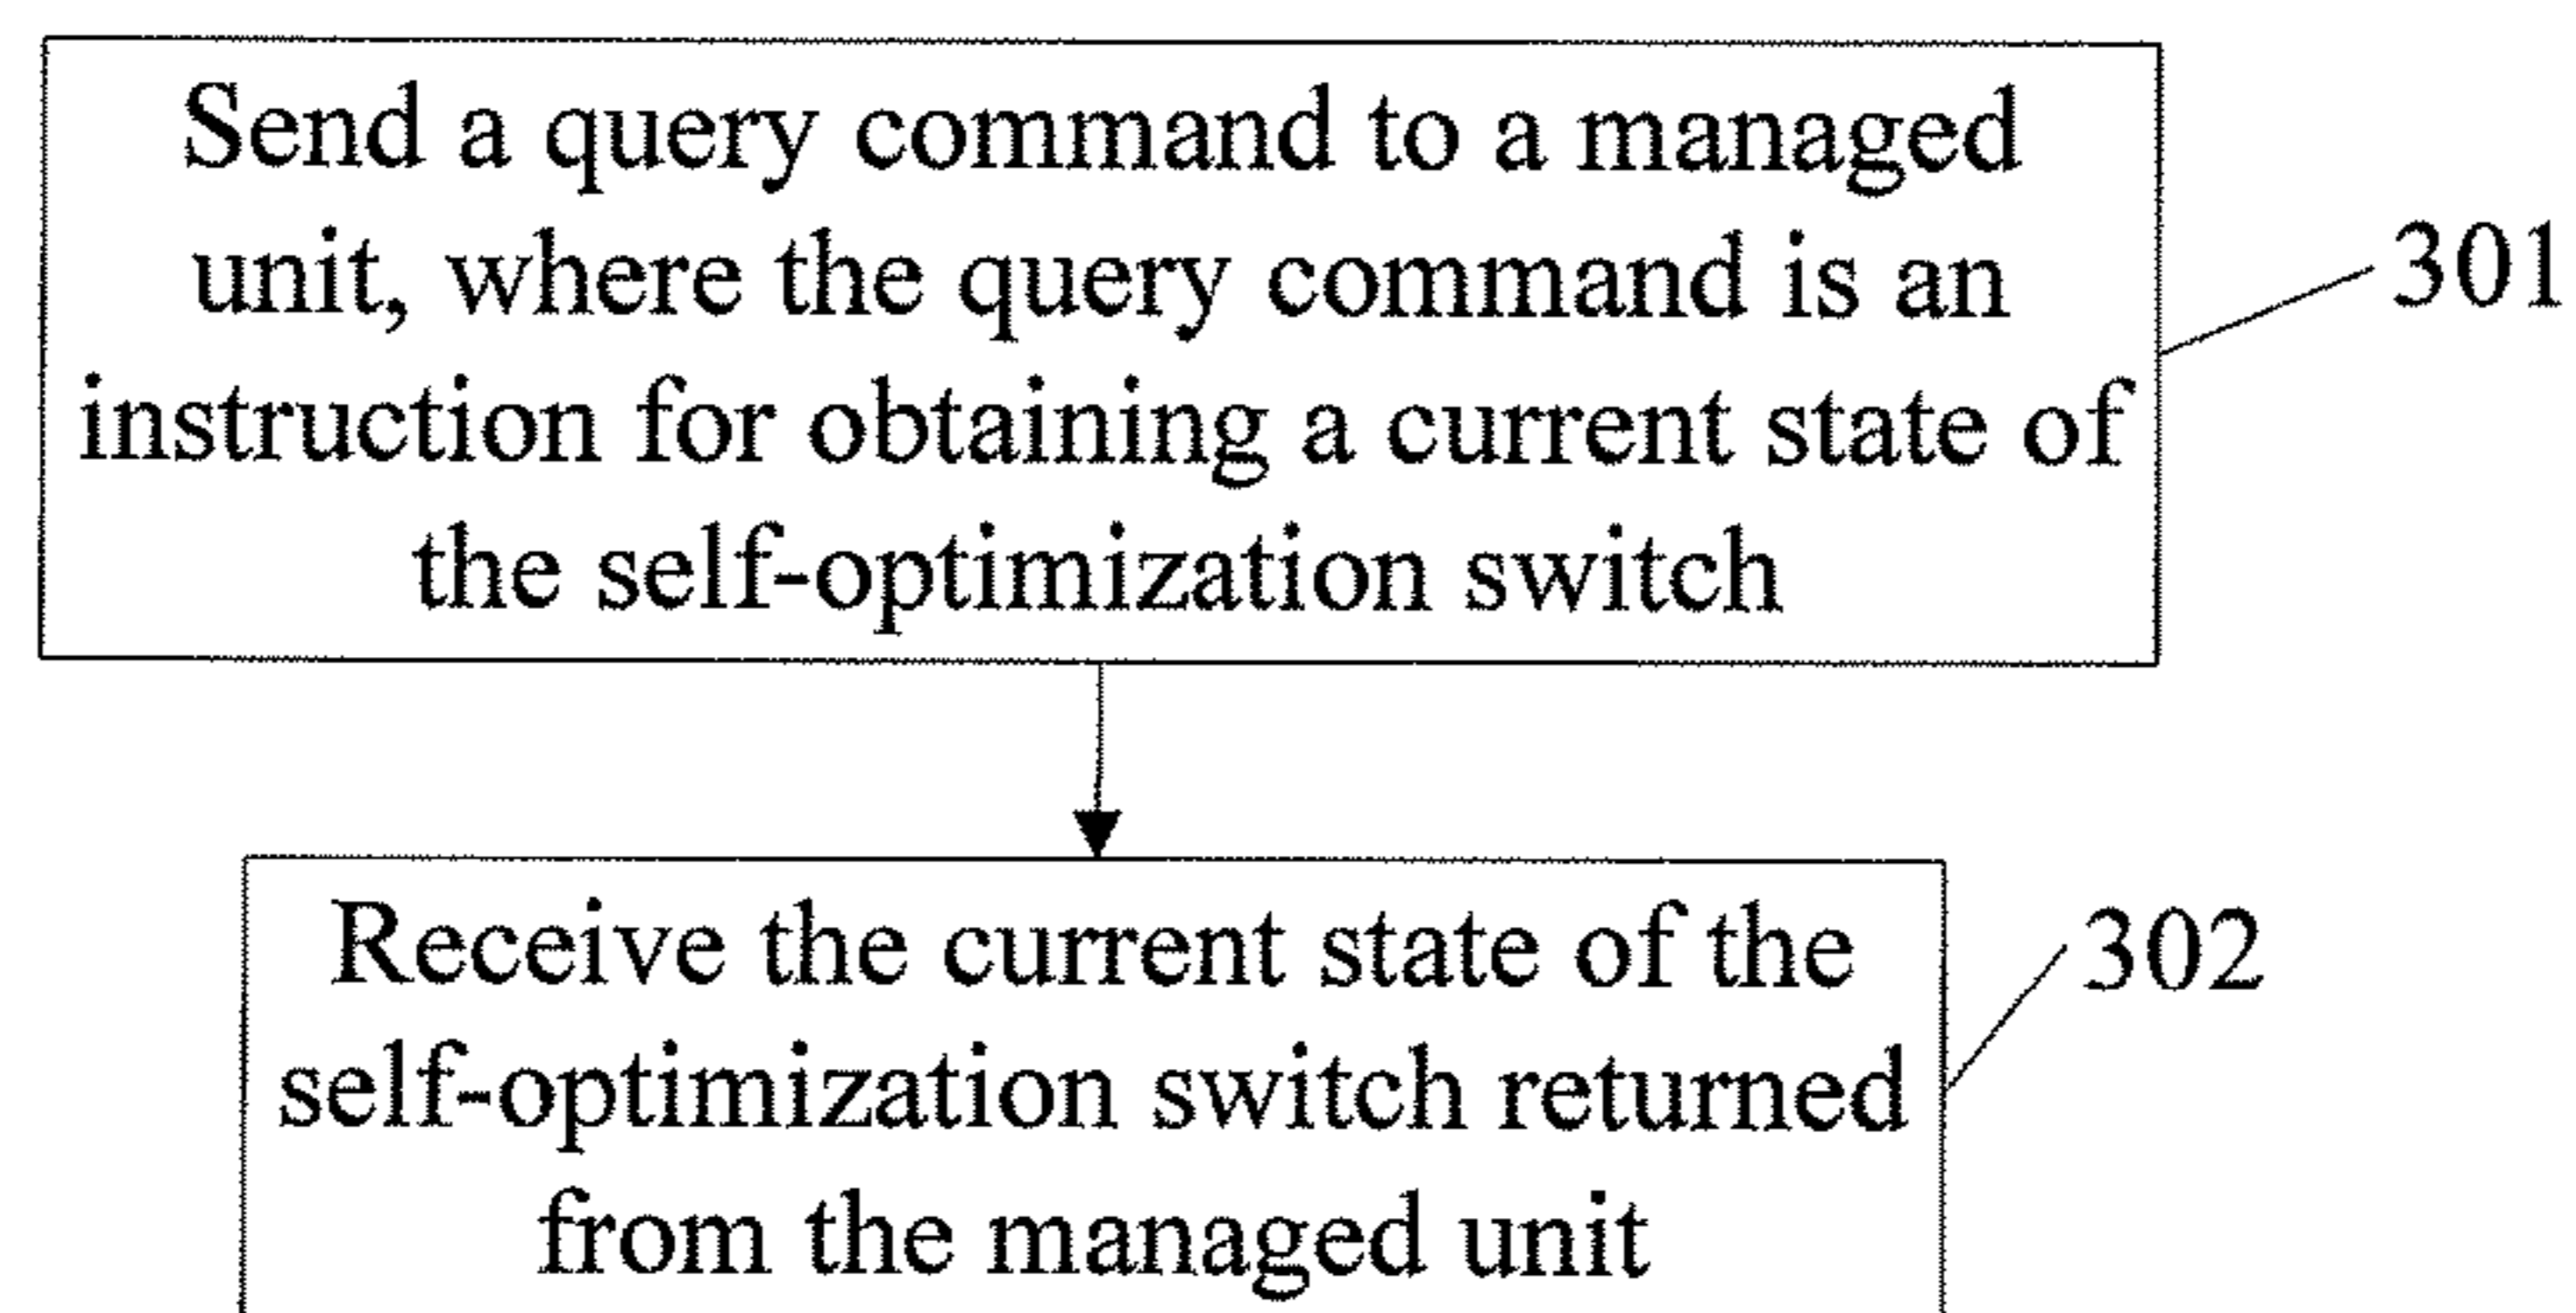 Send a query command to a managed
unit, where the query command is an
instruction for obtaining a current state of
the self-optimization switch
301
Receive the current state of the
self-optimization switch returned
from the managed unit
302